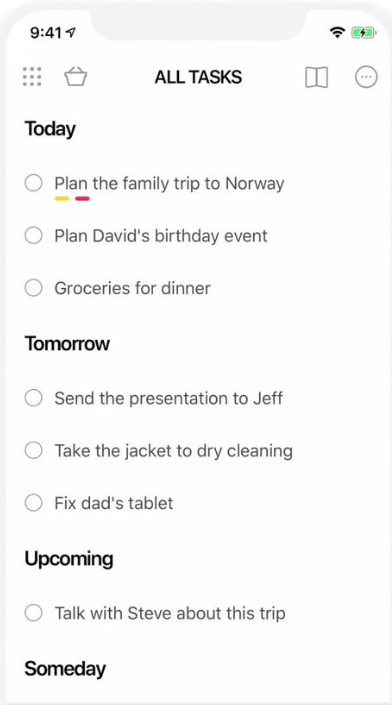 9:41
ALL TASKS
Today
Plan the family trip to Norway
Plan David's birthday event
Groceries for dinner
Tomorrow
Send the presentation to Jeff
Take the jacket to dry cleaning
Fix dad's tablet
Upcoming
Talk with Steve about this trip
Someday